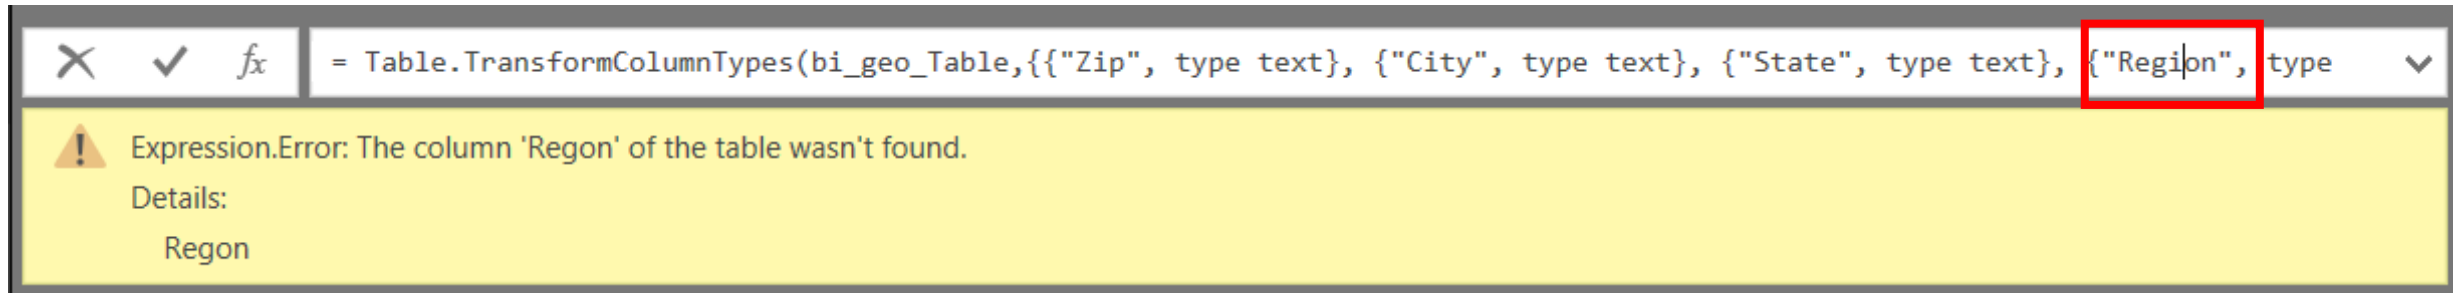 fx = Table.TransformColumnTypes(bi_geo_Table,{{"Zip", type text}, {"City", type text}, {"State", type text}, {"Region", type
Expression.Error: The column 'Regon' of the table wasn't found.
Details:
Regon